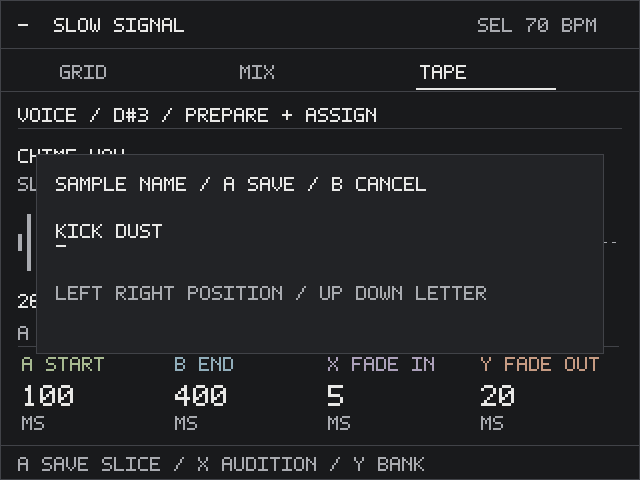 – SLOW SIGNAL SEL 70 BPM
GRID MIX TAPE
VOICE / D#3 / PREPARE + ASSIGN
SAMPLE NAME / A SAVE / B CANCEL
KICK DUST
LEFT RIGHT POSITION / UP DOWN LETTER
A
A START B END X FADE IN Y FADE OUT
100 400 5 20
MS MS MS MS
A SAVE SLICE / X AUDITION / Y BANK